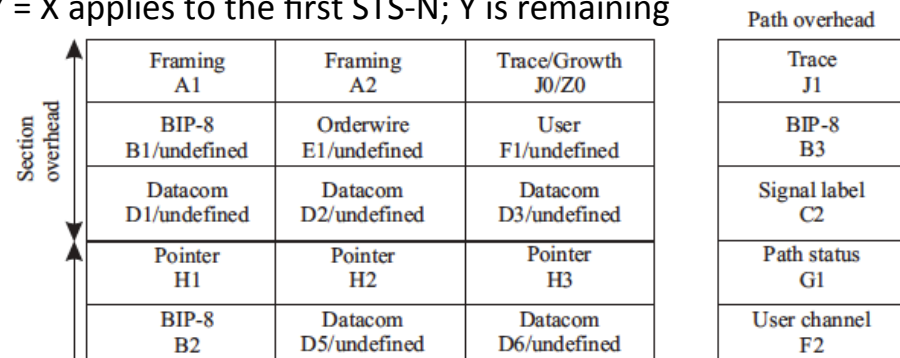 = X applies to the first STS-N; Y is remaining
Path overhead
Section overhead
Framing Framing Trace/Growth
A1 A2 J0/Z0
BIP-8 Orderwire User
B1/undefined E1/undefined F1/undefined
Datacom Datacom Datacom
D1/undefined D2/undefined D3/undefined
Pointer Pointer Pointer
H1 H2 H3
BIP-8 Datacom Datacom
B2 D5/undefined D6/undefined
Trace
J1
BIP-8
B3
Signal label
C2
Path status
G1
User channel
F2